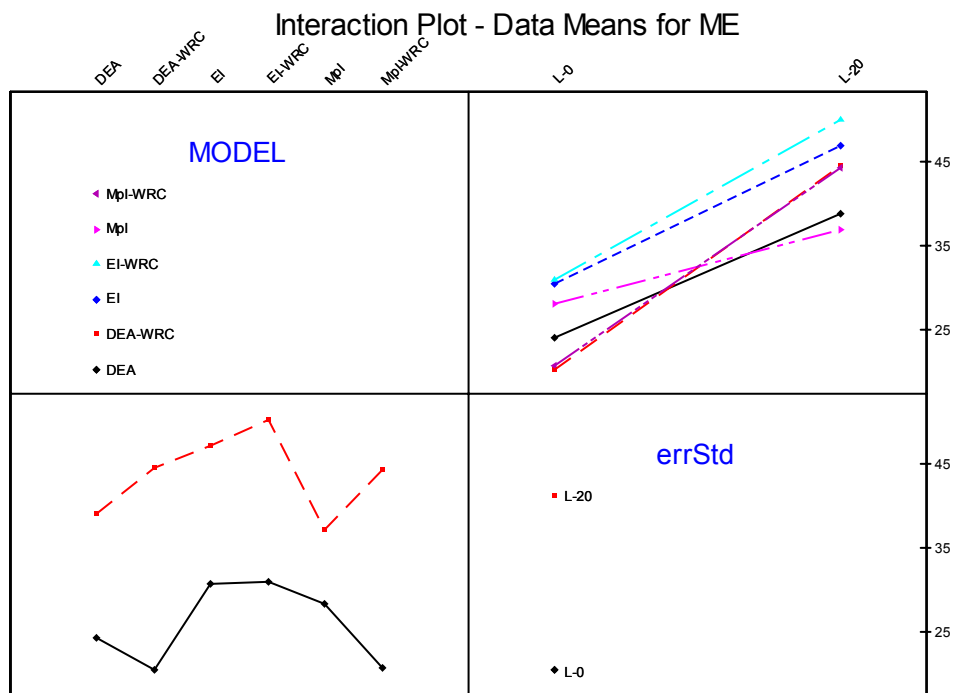 Interaction Plot - Data Means for ME
DEA
DEA-WRC
EI
EI-WRC
MpI
MpI-WRC
L-0
L-20
MODEL
MpI-WRC
MpI
EI-WRC
EI
DEA-WRC
DEA
45
35
25
errStd
L-20
L-0
45
35
25